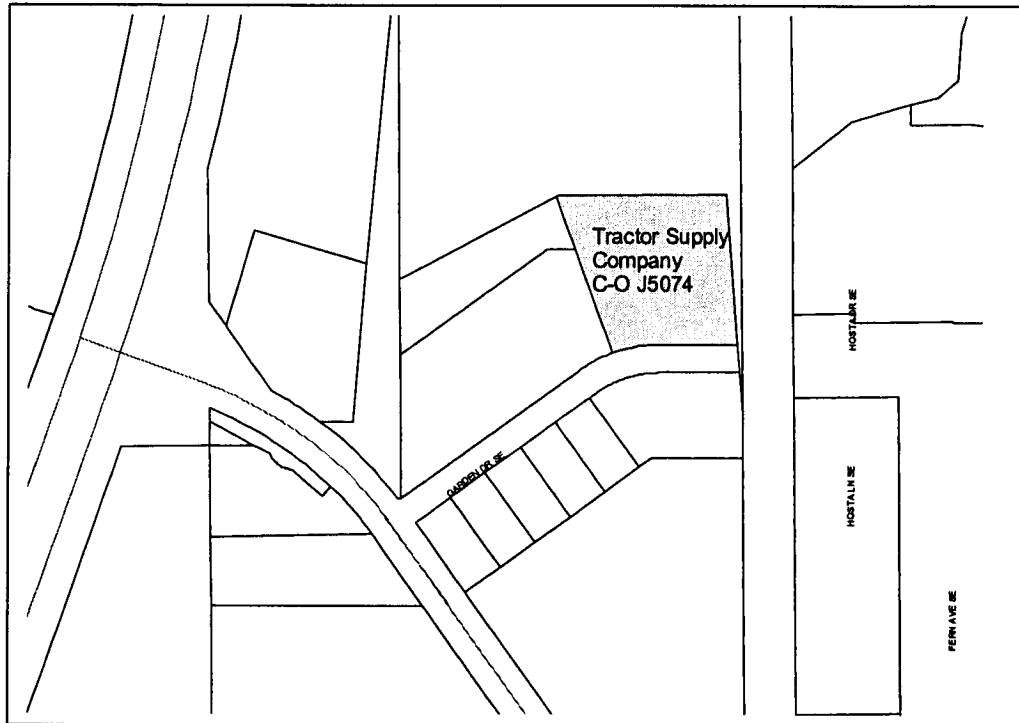 Tractor Supply
Company
C-O J5074
HOSTA DR SE
GARDEN DR SE
HOSTA LN SE
FERN AVE SE